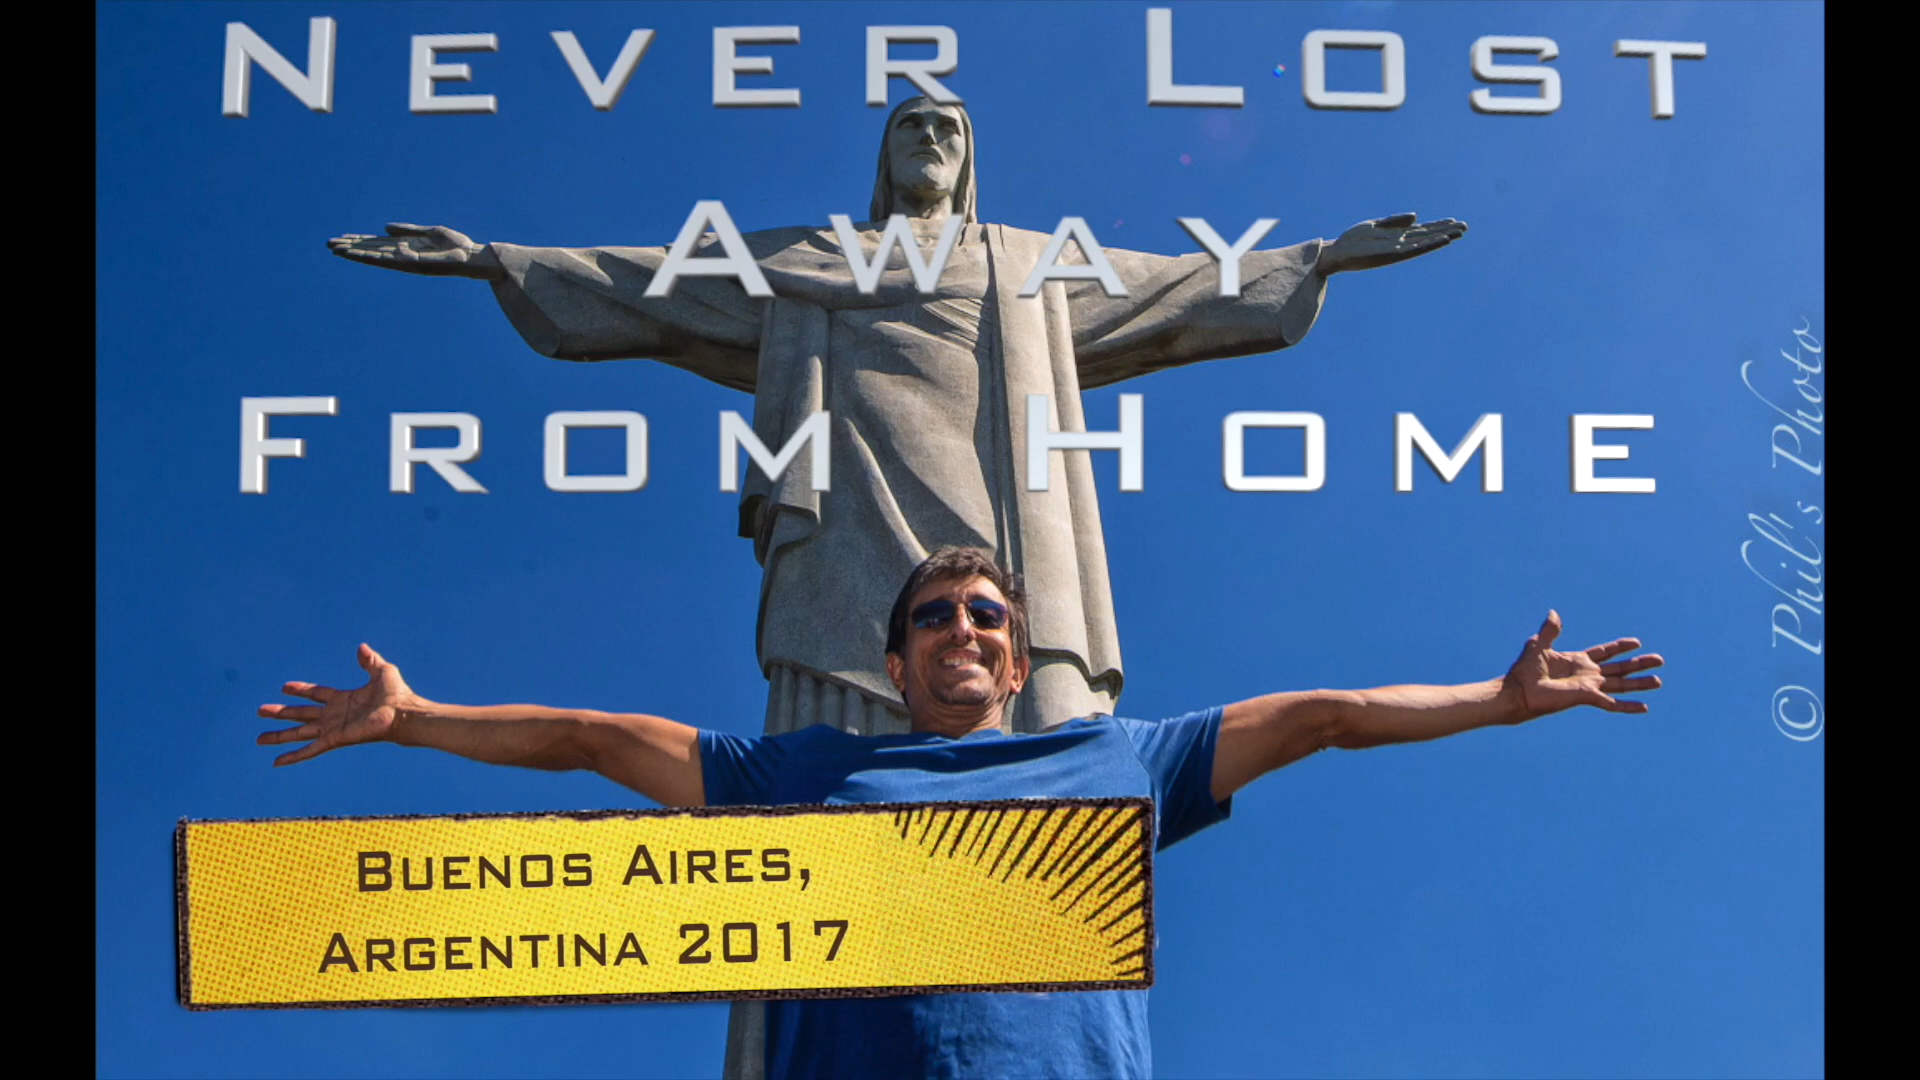 Never Lost
Away
From Home
Buenos Aires,
Argentina 2017
© Phil's Photo